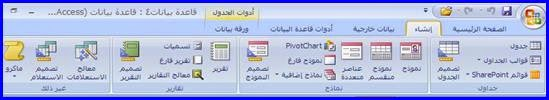 قاعدة بيانات٤ : قاعدة بيانات (Access...
أدوات الجدول
الصفحة الرئيسية
إنشاء
بيانات خارجية
أدوات قاعدة البيانات
ورقة بيانات
جدول
قوالب الجدول
قوائم SharePoint
تصميم الجدول
جداول
نموذج
نموذج منقسم
عناصر متعددة
PivotChart
نموذج فارغ
نماذج إضافية
تصميم النموذج
نماذج
تقرير
تسميات
تقرير فارغ
معالج التقارير
تصميم التقرير
تقارير
معالج الاستعلامات
تصميم الاستعلام
ماكرو
غير ذلك